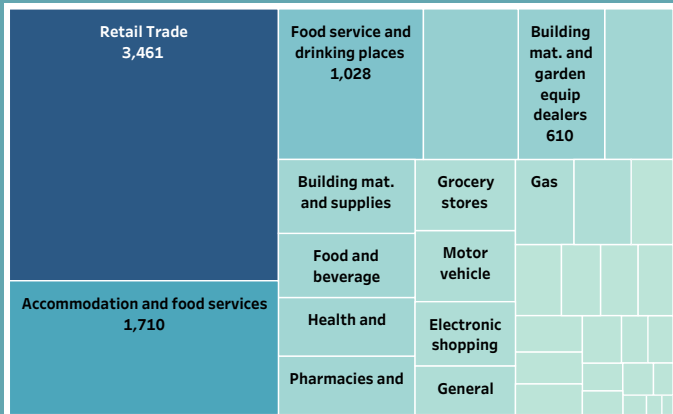 Retail Trade
3,461
Accommodation and food services
1,710
Food service and
drinking places
1,028
Building
mat. and
garden
equip
dealers
610
Building mat.
and supplies
Food and
beverage
Health and
Pharmacies and
Grocery
stores
Motor
vehicle
Electronic
shopping
General
Gas